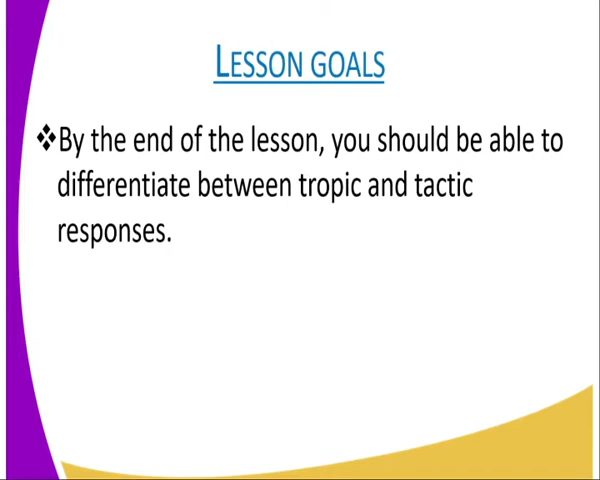 LESSON GOALS
❖By the end of the lesson, you should be able to
differentiate between tropic and tactic
responses.